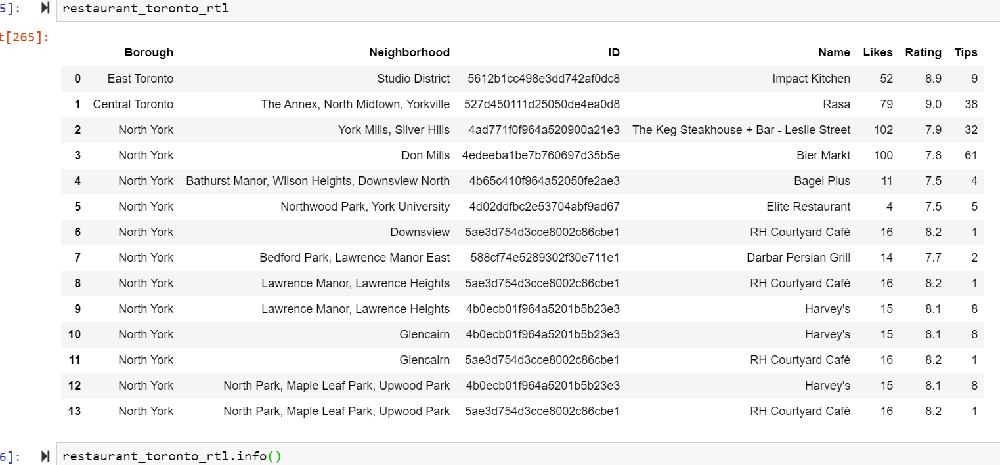 5]: restaurant_toronto_rtl
t[265]:
Borough Neighborhood ID Name Likes Rating Tips
0 East Toronto Studio District 5612b1cc498e3dd742af0dc8 Impact Kitchen 52 8.9 9
1 Central Toronto The Annex, North Midtown, Yorkville 527d450111d25050de4ea0d8 Rasa 79 9.0 38
2 North York York Mills, Silver Hills 4ad771f0f964a520900a21e3 The Keg Steakhouse + Bar - Leslie Street 102 7.9 32
3 North York Don Mills 4edeeba1be7b760697d35b5e Bier Markt 100 7.8 61
4 North York Bathurst Manor, Wilson Heights, Downsview North 4b65c410f964a52050fe2ae3 Bagel Plus 11 7.5 4
5 North York Northwood Park, York University 4d02ddfbc2e53704abf9ad67 Elite Restaurant 4 7.5 5
6 North York Downsview 5ae3d754d3cce8002c86cbe1 RH Courtyard Café 16 8.2 1
7 North York Bedford Park, Lawrence Manor East 588cf74e5289302f30e711e1 Darbar Persian Grill 14 7.7 2
8 North York Lawrence Manor, Lawrence Heights 5ae3d754d3cce8002c86cbe1 RH Courtyard Café 16 8.2 1
9 North York Lawrence Manor, Lawrence Heights 4b0ecb01f964a5201b5b23e3 Harvey's 15 8.1 8
10 North York Glencairn 4b0ecb01f964a5201b5b23e3 Harvey's 15 8.1 8
11 North York Glencairn 5ae3d754d3cce8002c86cbe1 RH Courtyard Café 16 8.2 1
12 North York North Park, Maple Leaf Park, Upwood Park 4b0ecb01f964a5201b5b23e3 Harvey's 15 8.1 8
13 North York North Park, Maple Leaf Park, Upwood Park 5ae3d754d3cce8002c86cbe1 RH Courtyard Café 16 8.2 1
6]: restaurant_toronto_rtl.info()